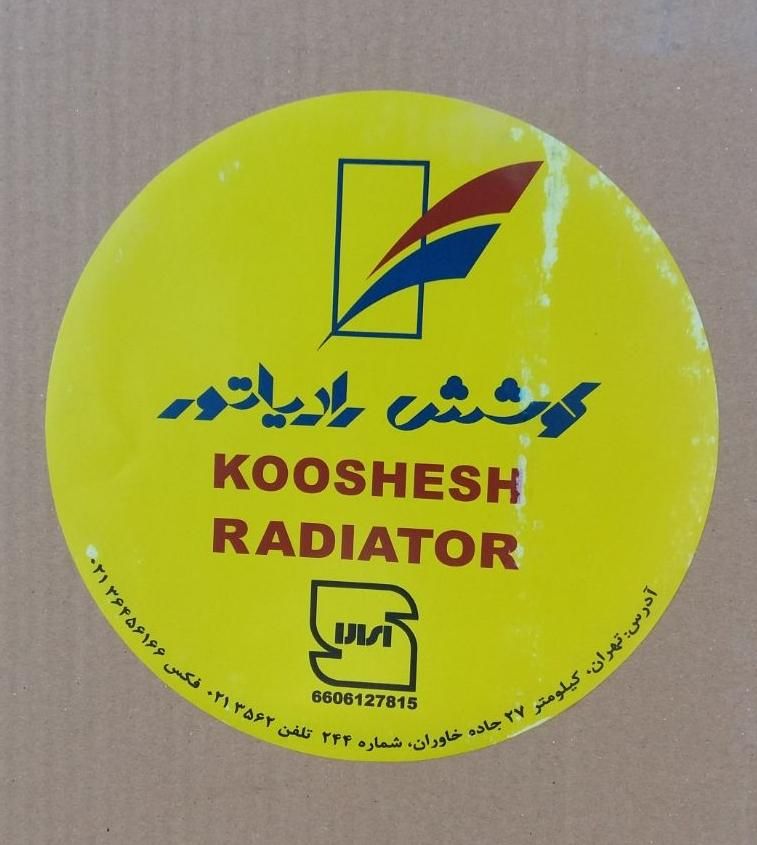 کوشش رادیاتور
KOOSHESH
RADIATOR
ایران
6606127815
آدرس: تهران، کیلومتر ۲۷ جاده خاوران، شماره ۲۴۴ تلفن ۳۵۶۲ ۰۲۱ فکس ۳۶۴۵۶۱۶۶ ۰۲۱